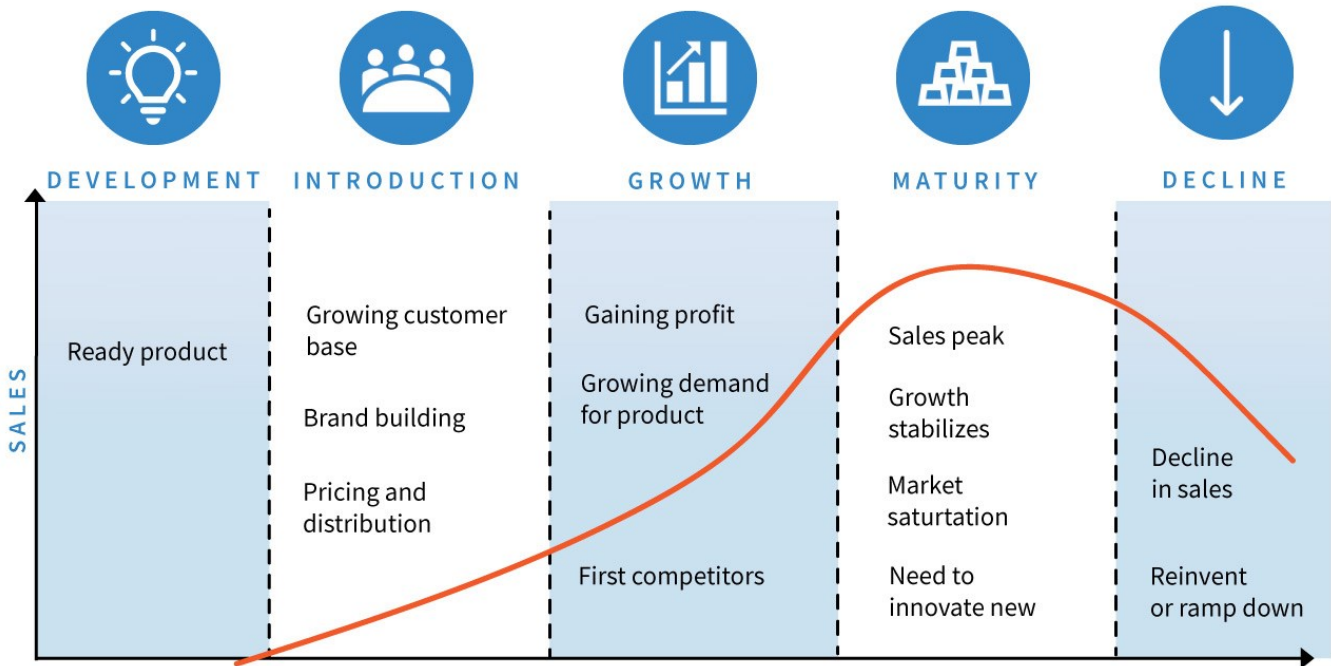 DEVELOPMENT
INTRODUCTION
GROWTH
MATURITY
DECLINE
SALES
Ready product
Growing customer
base
Brand building
Pricing and
distribution
Gaining profit
Growing demand
for product
First competitors
Sales peak
Growth
stabilizes
Market
saturtation
Need to
innovate new
Decline
in sales
Reinvent
or ramp down